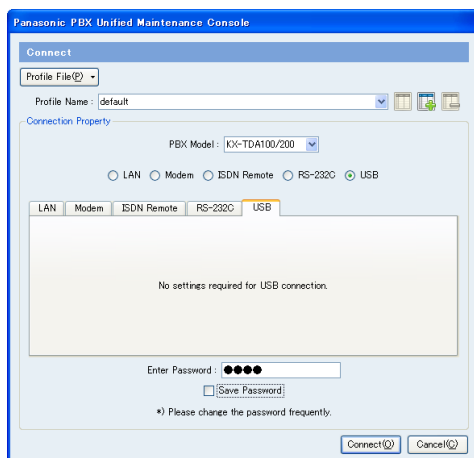 Panasonic PBX Unified Maintenance Console
Connect
Profile File(P)
Profile Name : default
Connection Property
PBX Model : KX-TDA100/200
LAN Modem ISDN Remote RS-232C USB
LAN Modem ISDN Remote RS-232C USB
No settings required for USB connection.
Enter Password : ●●●●
Save Password
*) Please change the password frequently.
Connect(O) Cancel(C)